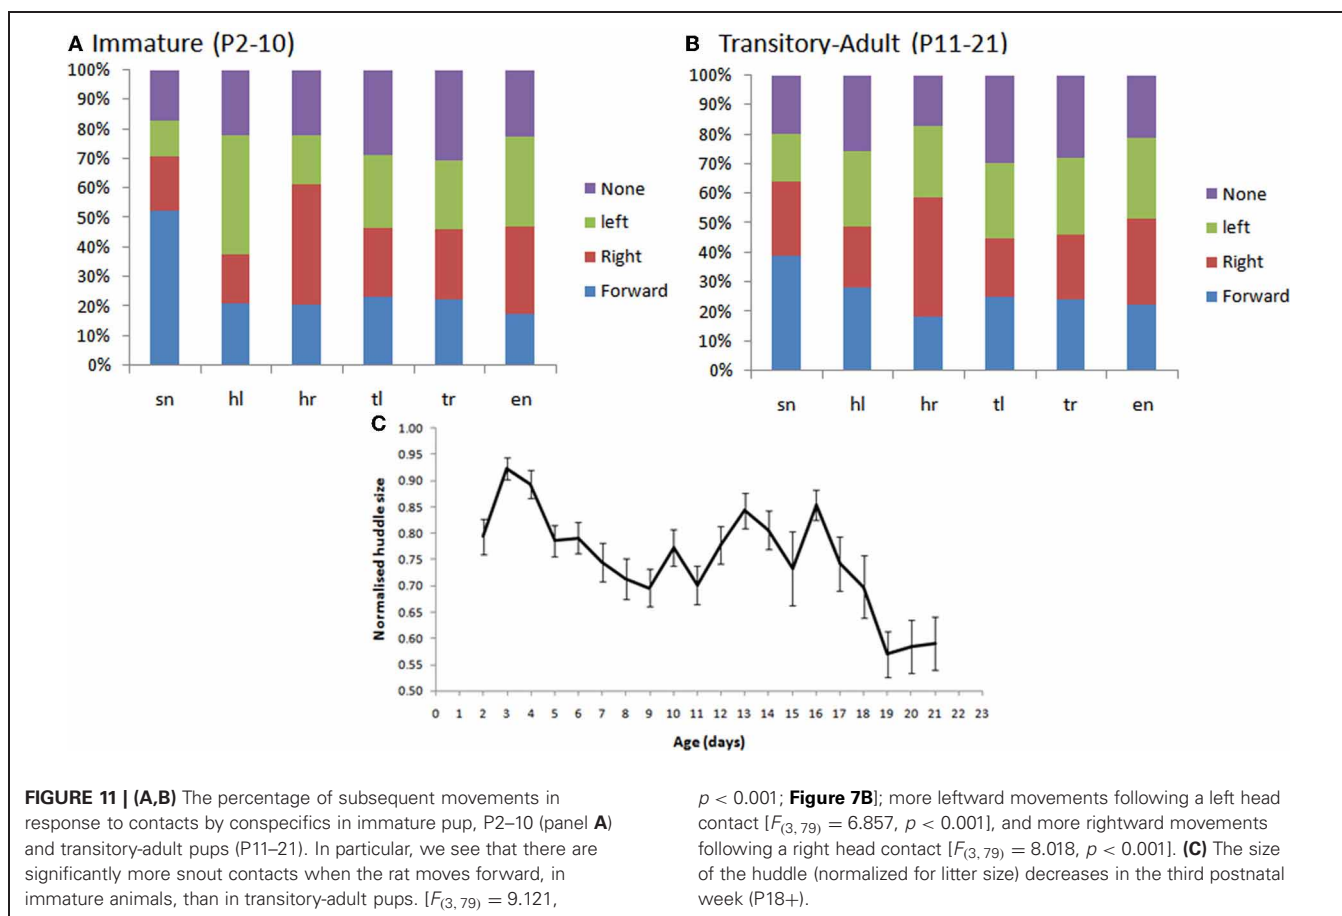 A Immature (P2-10)
100%
90%
80%
70%
60%
50%
40%
30%
20%
10%
0%
sn hl hr tl tr en
None
left
Right
Forward
B Transitory-Adult (P11-21)
100%
90%
80%
70%
60%
50%
40%
30%
20%
10%
0%
sn hl hr tl tr en
None
left
Right
Forward
C
Normalised huddle size
1.00
0.95
0.90
0.85
0.80
0.75
0.70
0.65
0.60
0.55
0.50
0 1 2 3 4 5 6 7 8 9 10 11 12 13 14 15 16 17 18 19 20 21 22 23
Age (days)
FIGURE 11 | (A,B) The percentage of subsequent movements in
response to contacts by conspecifics in immature pup, P2–10 (panel A)
and transitory-adult pups (P11–21). In particular, we see that there are
significantly more snout contacts when the rat moves forward, in
immature animals, than in transitory-adult pups. [F(3, 79) = 9.121,
p < 0.001; Figure 7B]; more leftward movements following a left head
contact [F(3, 79) = 6.857, p < 0.001], and more rightward movements
following a right head contact [F(3, 79) = 8.018, p < 0.001]. (C) The size
of the huddle (normalized for litter size) decreases in the third postnatal
week (P18+).